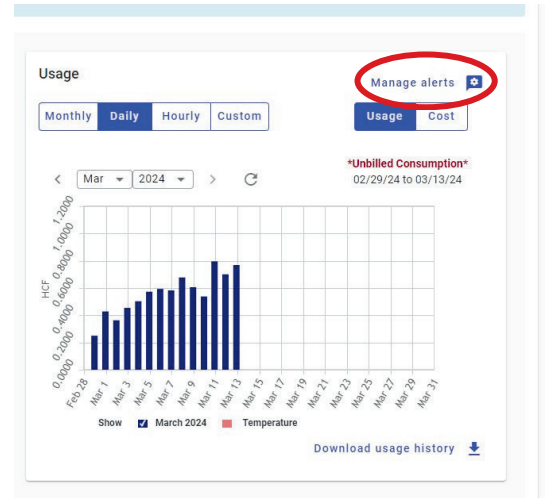 Usage
Manage alerts
Monthly Daily Hourly Custom
Usage Cost
*Unbilled Consumption*
02/29/24 to 03/13/24
Mar 2024
HCF
1.2000
1.0000
0.8000
0.6000
0.4000
0.2000
0.0000
Feb 28 Mar 1 Mar 3 Mar 5 Mar 7 Mar 9 Mar 11 Mar 13 Mar 15 Mar 17 Mar 19 Mar 21 Mar 23 Mar 25 Mar 27 Mar 29 Mar 31
Show March 2024 Temperature
Download usage history